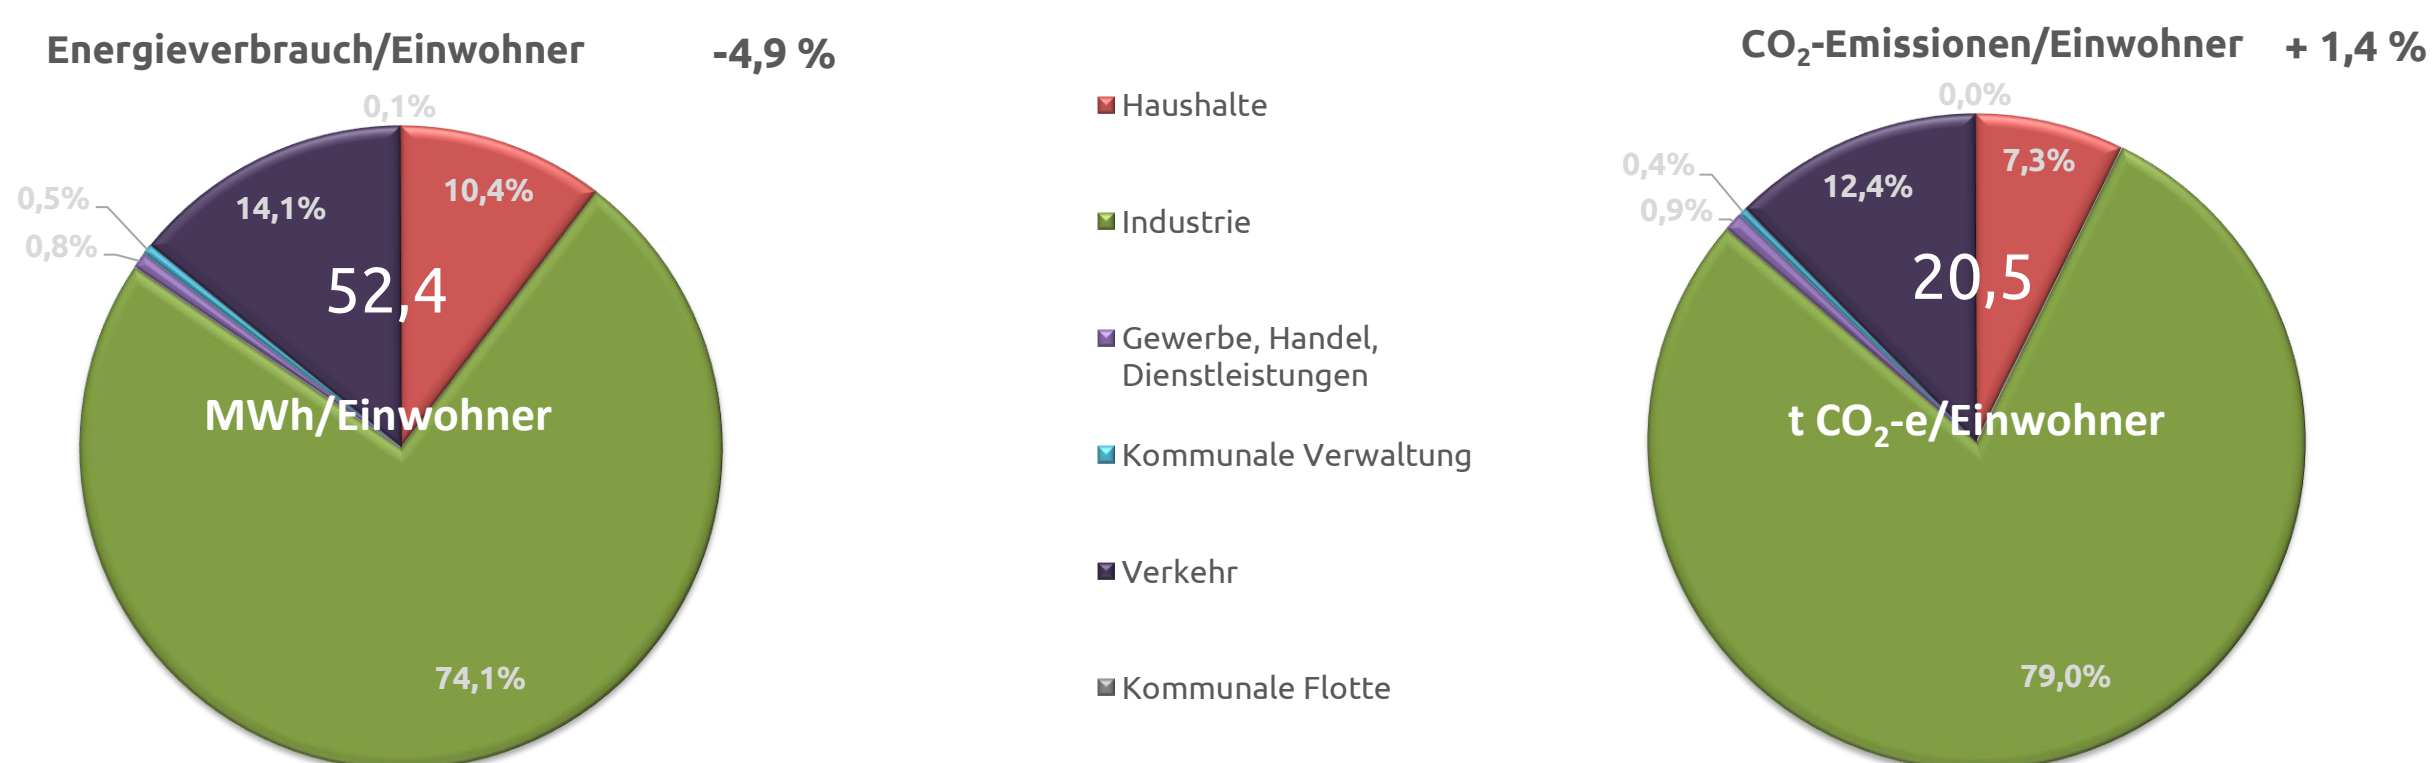 Energieverbrauch/Einwohner -4,9 %
0,1%
10,4%
14,1%
0,5%
0,8%
52,4
MWh/Einwohner
74,1%
Haushalte
Industrie
Gewerbe, Handel,
Dienstleistungen
Kommunale Verwaltung
Verkehr
Kommunale Flotte
CO₂-Emissionen/Einwohner + 1,4 %
0,0%
7,3%
12,4%
0,4%
0,9%
20,5
t CO₂-e/Einwohner
79,0%